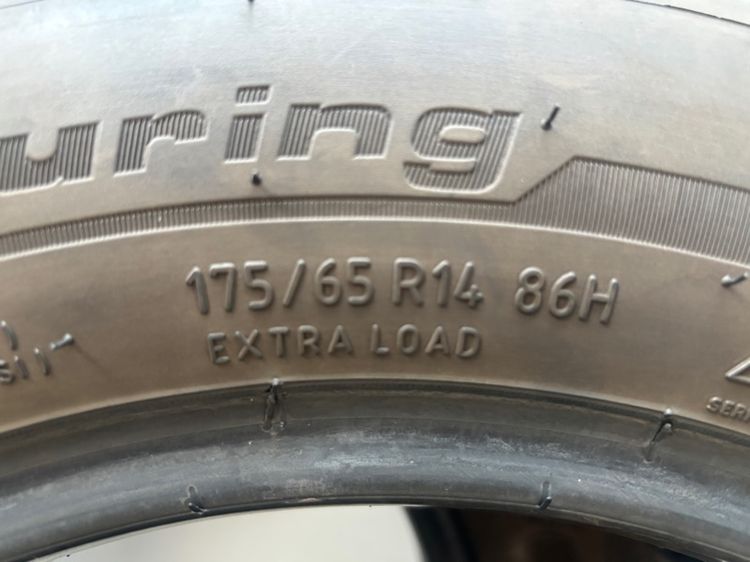 uring
175/65 R14 86H
EXTRA LOAD